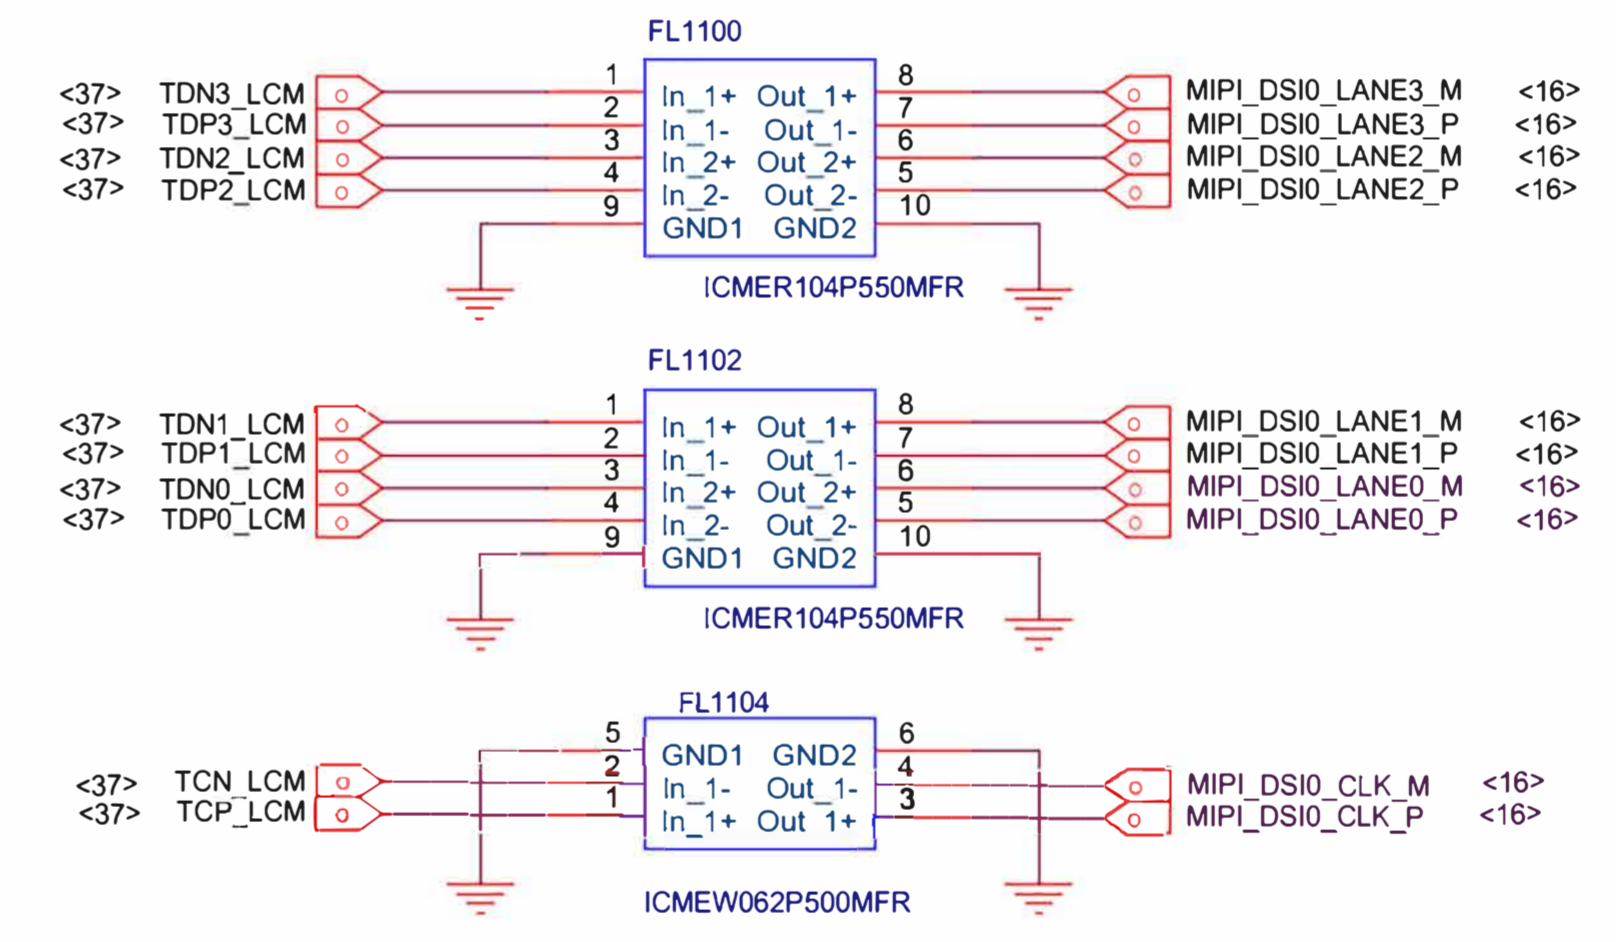 FL1100
<37> TDN3_LCM 1 In_1+ Out_1+ 8 MIPI_DSI0_LANE3_M <16>
<37> TDP3_LCM 2 In_1- Out_1- 7 MIPI_DSI0_LANE3_P <16>
<37> TDN2_LCM 3 In_2+ Out_2+ 6 MIPI_DSI0_LANE2_M <16>
<37> TDP2_LCM 4 In_2- Out_2- 5 MIPI_DSI0_LANE2_P <16>
9 GND1 GND2 10
ICMER104P550MFR
FL1102
<37> TDN1_LCM 1 In_1+ Out_1+ 8 MIPI_DSI0_LANE1_M <16>
<37> TDP1_LCM 2 In_1- Out_1- 7 MIPI_DSI0_LANE1_P <16>
<37> TDN0_LCM 3 In_2+ Out_2+ 6 MIPI_DSI0_LANE0_M <16>
<37> TDP0_LCM 4 In_2- Out_2- 5 MIPI_DSI0_LANE0_P <16>
9 GND1 GND2 10
ICMER104P550MFR
FL1104
5 GND1 GND2 6
<37> TCN_LCM 2 In_1- Out_1- 4 MIPI_DSI0_CLK_M <16>
<37> TCP_LCM 1 In_1+ Out 1+ 3 MIPI_DSI0_CLK_P <16>
ICMEW062P500MFR